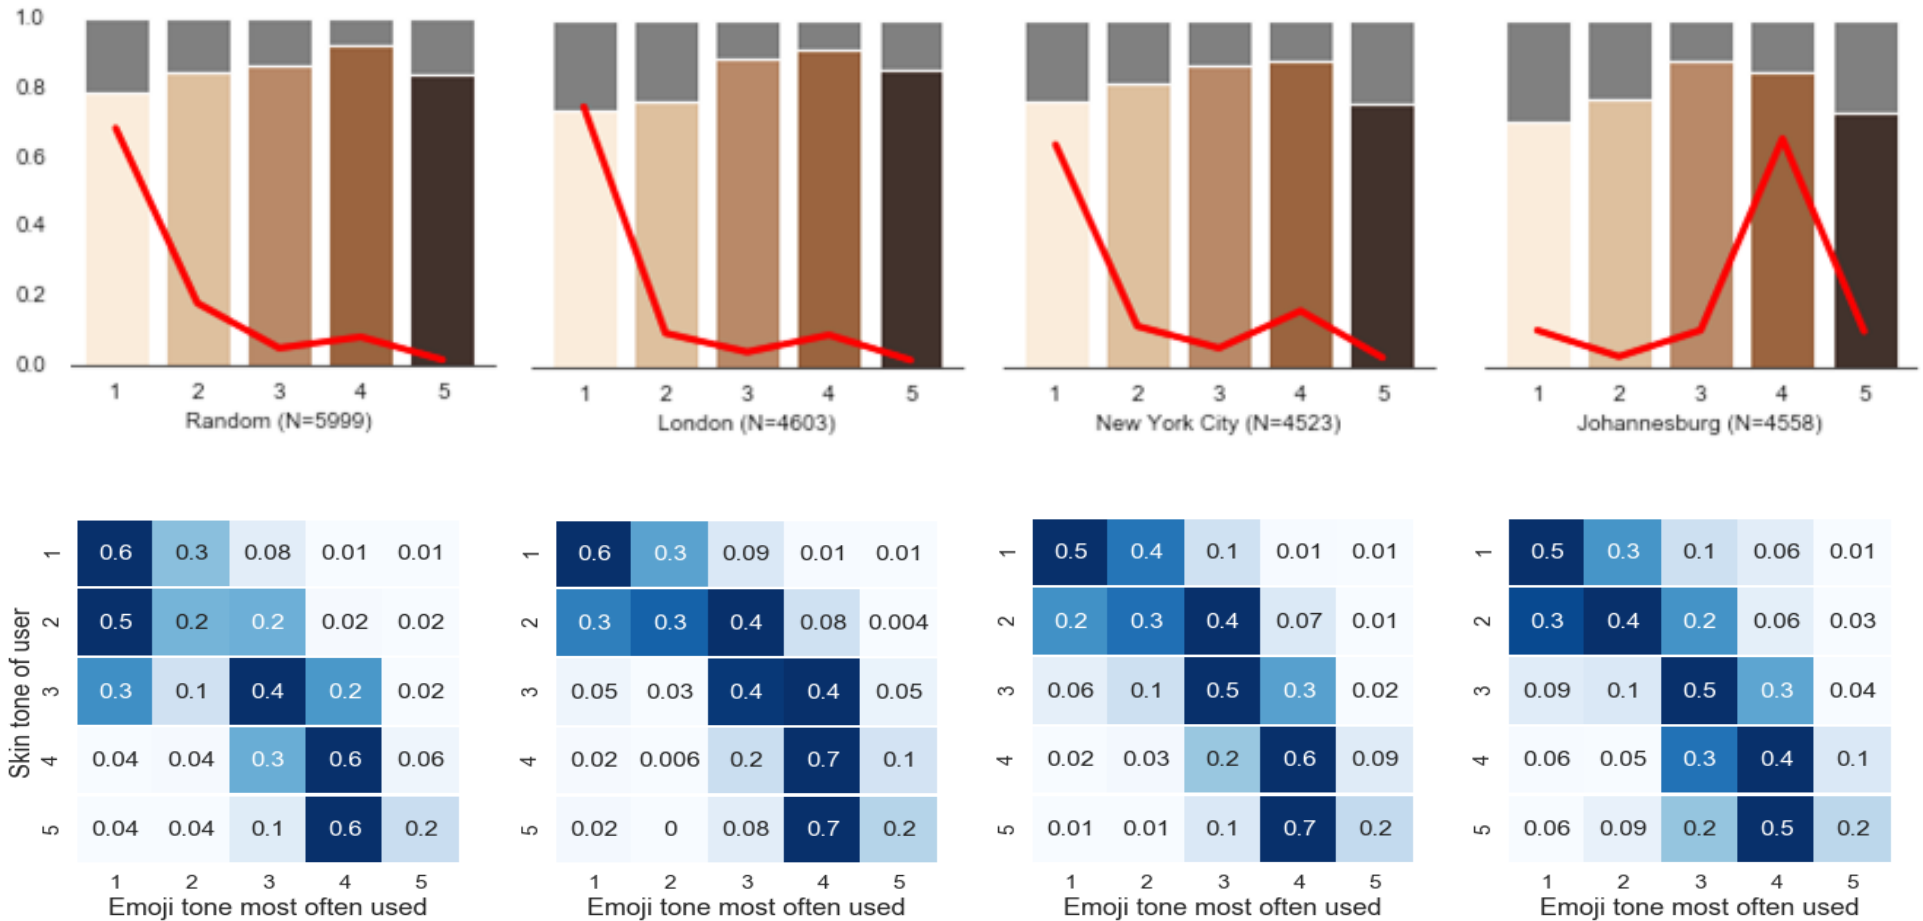 1.0
0.8
0.6
0.4
0.2
0.0
1 2 3 4 5
Random (N=5999)
1 2 3 4 5
London (N=4603)
1 2 3 4 5
New York City (N=4523)
1 2 3 4 5
Johannesburg (N=4558)
Skin tone of user
1 0.6 0.3 0.08 0.01 0.01
2 0.5 0.2 0.2 0.02 0.02
3 0.3 0.1 0.4 0.2 0.02
4 0.04 0.04 0.3 0.6 0.06
5 0.04 0.04 0.1 0.6 0.2
1 2 3 4 5
Emoji tone most often used
1 0.6 0.3 0.09 0.01 0.01
2 0.3 0.3 0.4 0.08 0.004
3 0.05 0.03 0.4 0.4 0.05
4 0.02 0.006 0.2 0.7 0.1
5 0.02 0 0.08 0.7 0.2
1 2 3 4 5
Emoji tone most often used
1 0.5 0.4 0.1 0.01 0.01
2 0.2 0.3 0.4 0.07 0.01
3 0.06 0.1 0.5 0.3 0.02
4 0.02 0.03 0.2 0.6 0.09
5 0.01 0.01 0.1 0.7 0.2
1 2 3 4 5
Emoji tone most often used
1 0.5 0.3 0.1 0.06 0.01
2 0.3 0.4 0.2 0.06 0.03
3 0.09 0.1 0.5 0.3 0.04
4 0.06 0.05 0.3 0.4 0.1
5 0.06 0.09 0.2 0.5 0.2
1 2 3 4 5
Emoji tone most often used